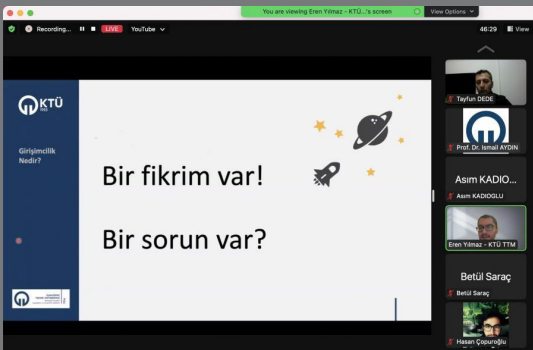 You are viewing Eren Yılmaz - KTÜ...'s screen
View Options
Recording...
LIVE
YouTube
46:29
View
KTÜ
Girişimcilik
Nedir?
Bir fikrim var!
Bir sorun var?
Tayfun DEDE
Prof. Dr. Ismail AYDIN
Asım KADIO...
Asım KADIOGLU
Eren Yılmaz - KTÜ TTM
Betül Saraç
Betül Saraç
Hasan Çopuroğlu